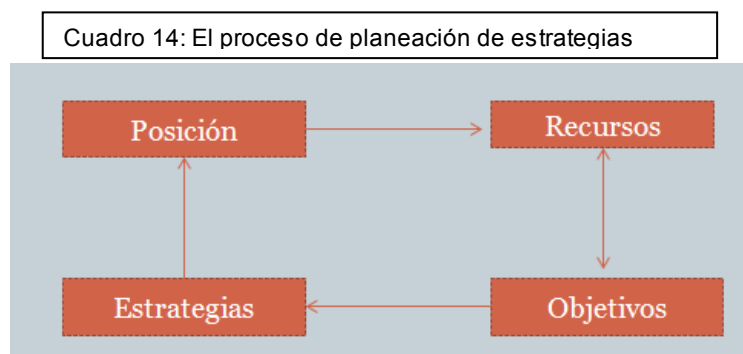 Cuadro 14: El proceso de planeación de estrategias
Posición
Recursos
Estrategias
Objetivos